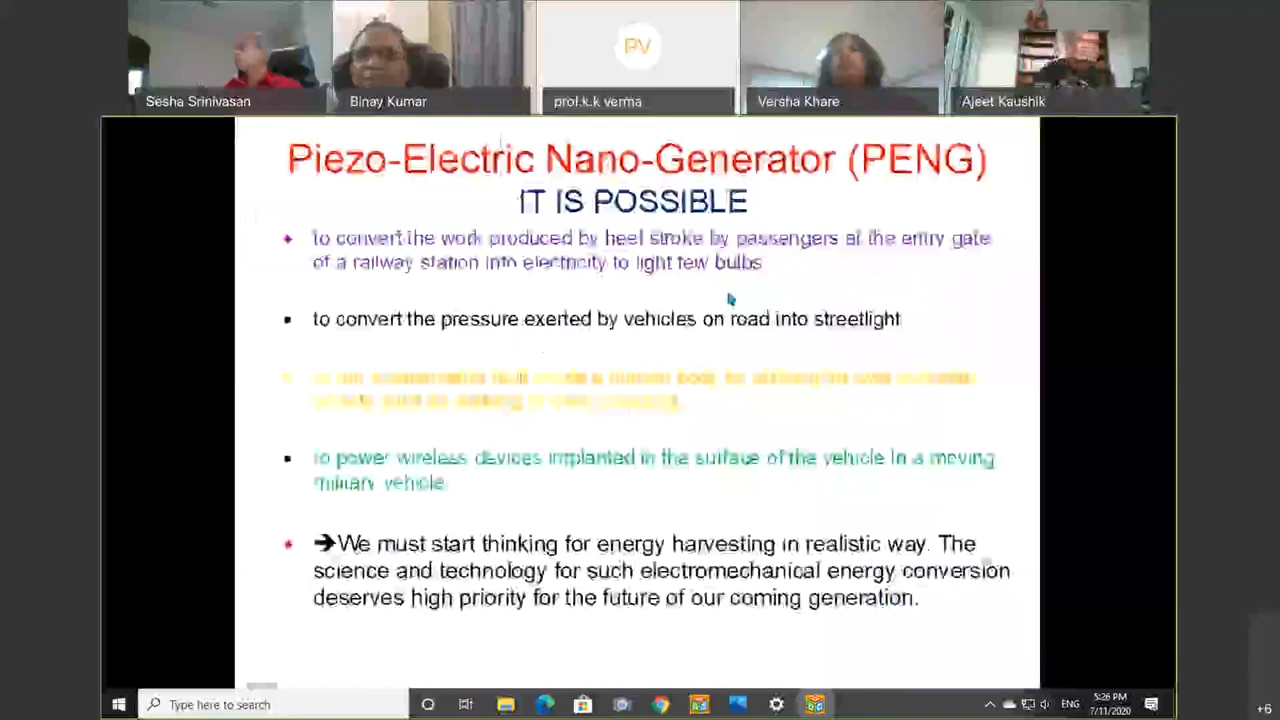 PV
Sesha Srinivasan
Binay Kumar
prof.k.k verma
Versha Khare
Ajeet Kaushik
Piezo-Electric Nano-Generator (PENG)
IT IS POSSIBLE
to convert the work produced by heel stroke by passengers at the entry gate
of a railway station into electricity to light few bulbs
to convert the pressure exerted by vehicles on road into streetlight
to power wireless devices implanted in the surface of the vehicle in a moving
military vehicle
➔We must start thinking for energy harvesting in realistic way. The
science and technology for such electromechanical energy conversion
deserves high priority for the future of our coming generation.
Type here to search
ENG
5:26 PM
7/11/2020
+6